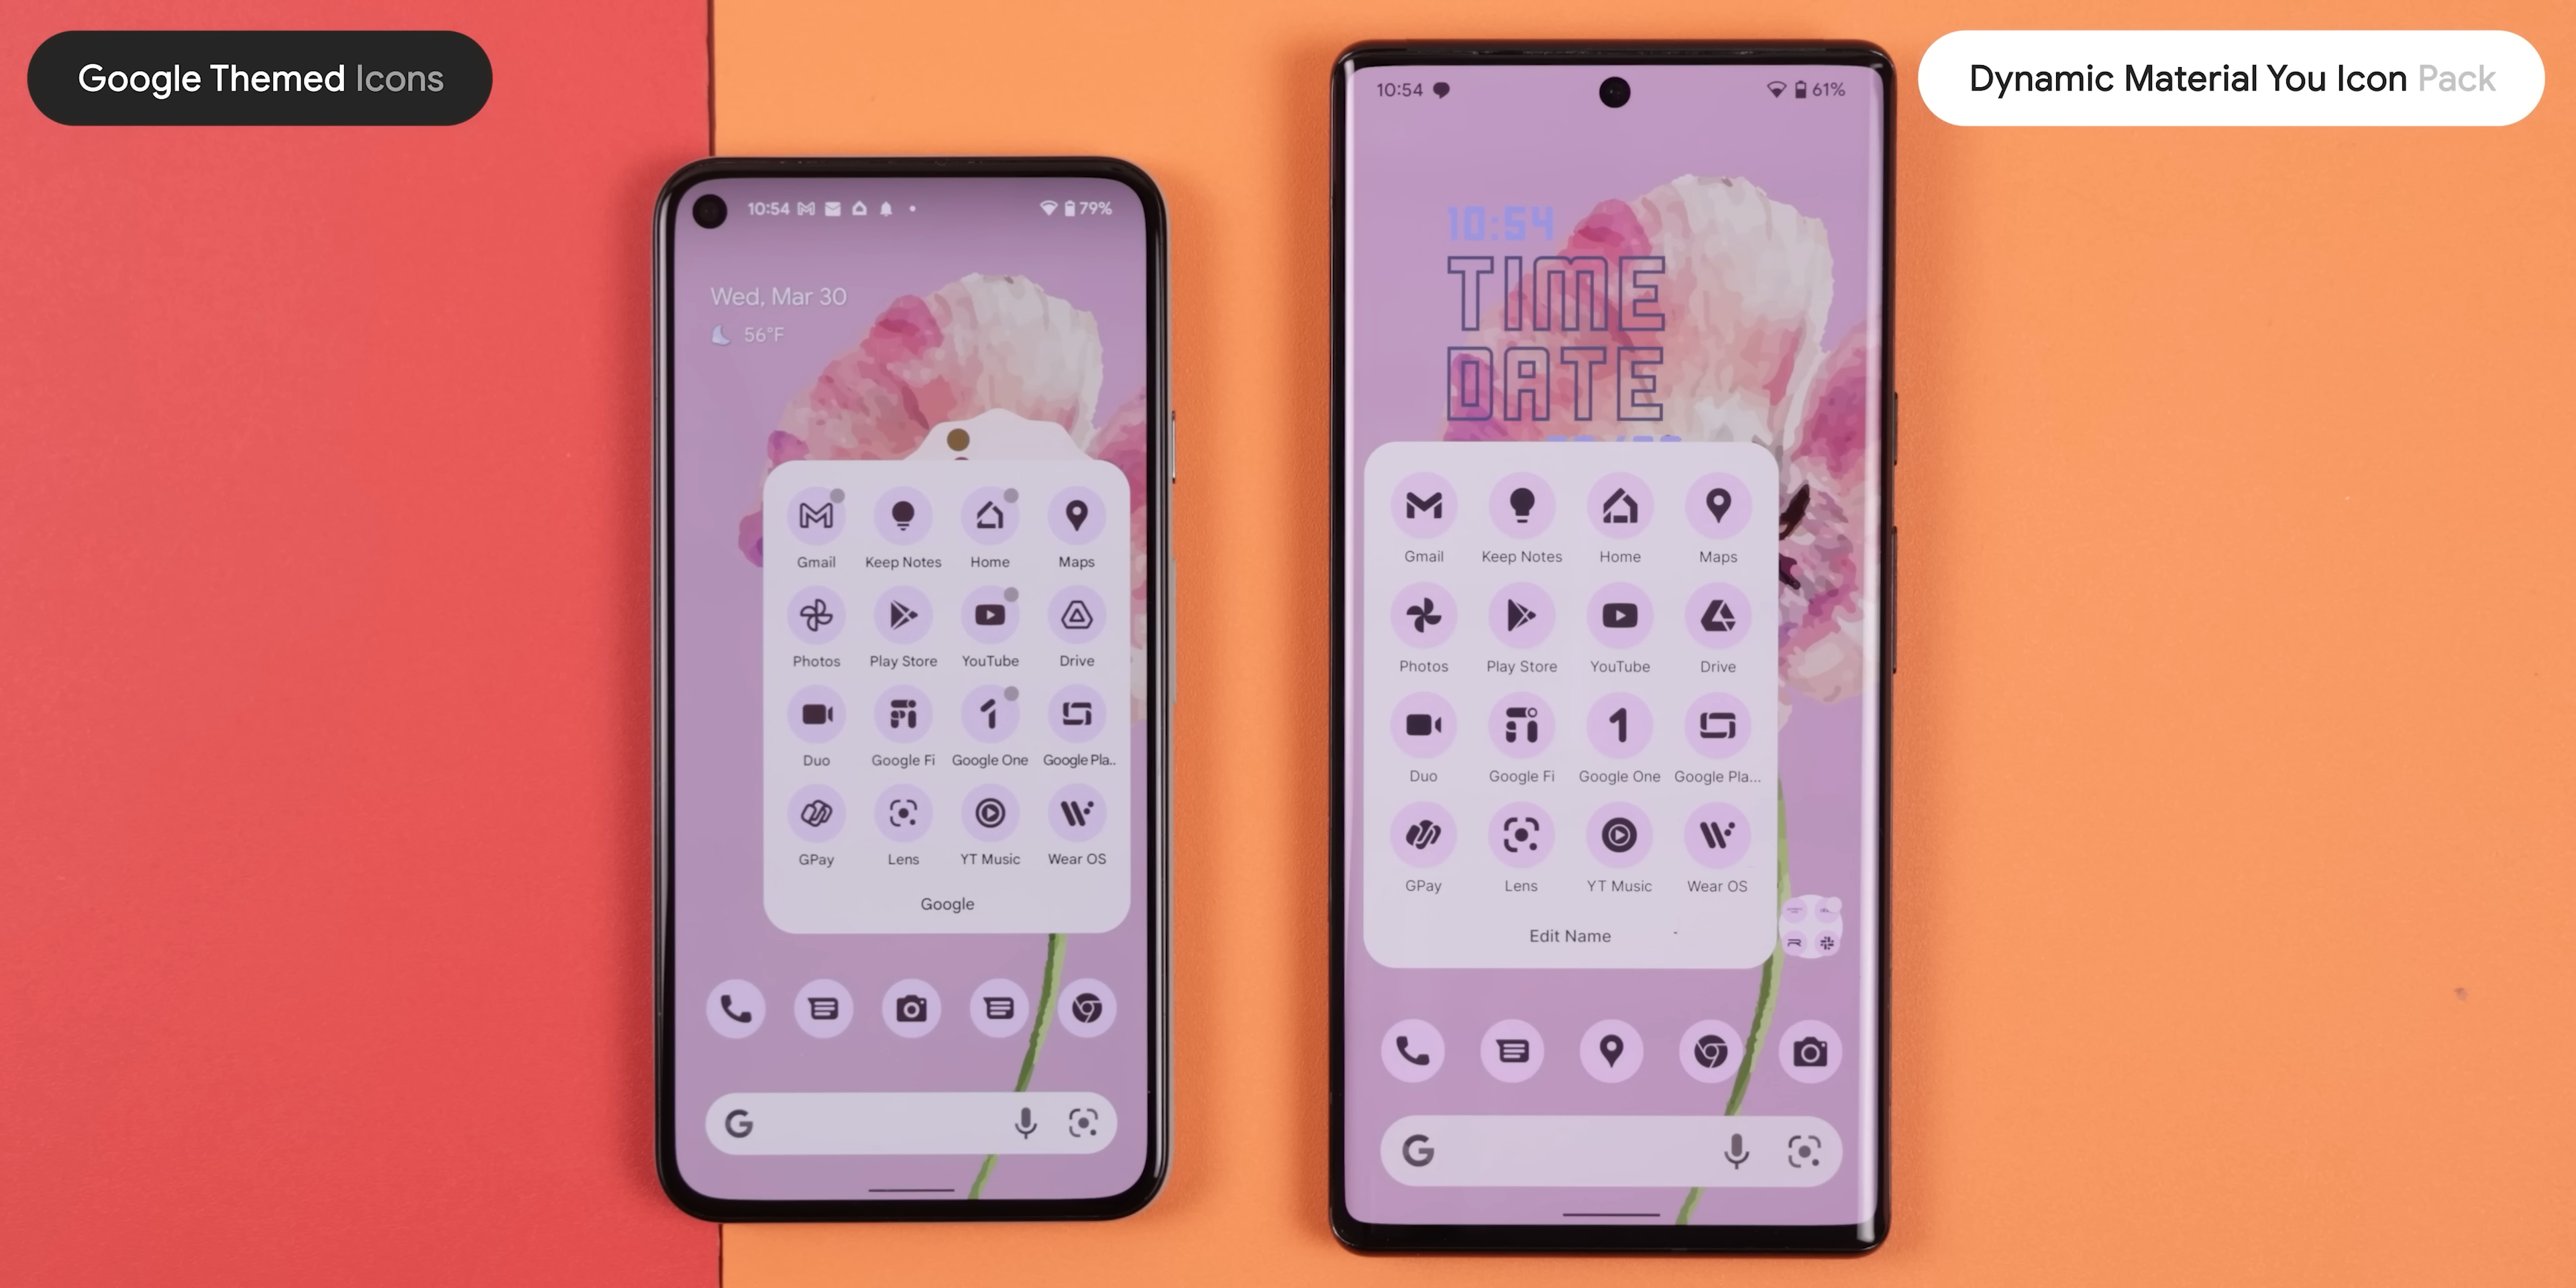 Google Themed Icons
Dynamic Material You Icon Pack
10:54
79%
Wed, Mar 30
56°F
Gmail
Keep Notes
Home
Maps
Photos
Play Store
YouTube
Drive
Duo
Google Fi
Google One
Google Pla..
GPay
Lens
YT Music
Wear OS
Google
10:54
61%
10:54
TIME
DATE
Gmail
Keep Notes
Home
Maps
Photos
Play Store
YouTube
Drive
Duo
Google Fi
Google One
Google Pla...
GPay
Lens
YT Music
Wear OS
Edit Name